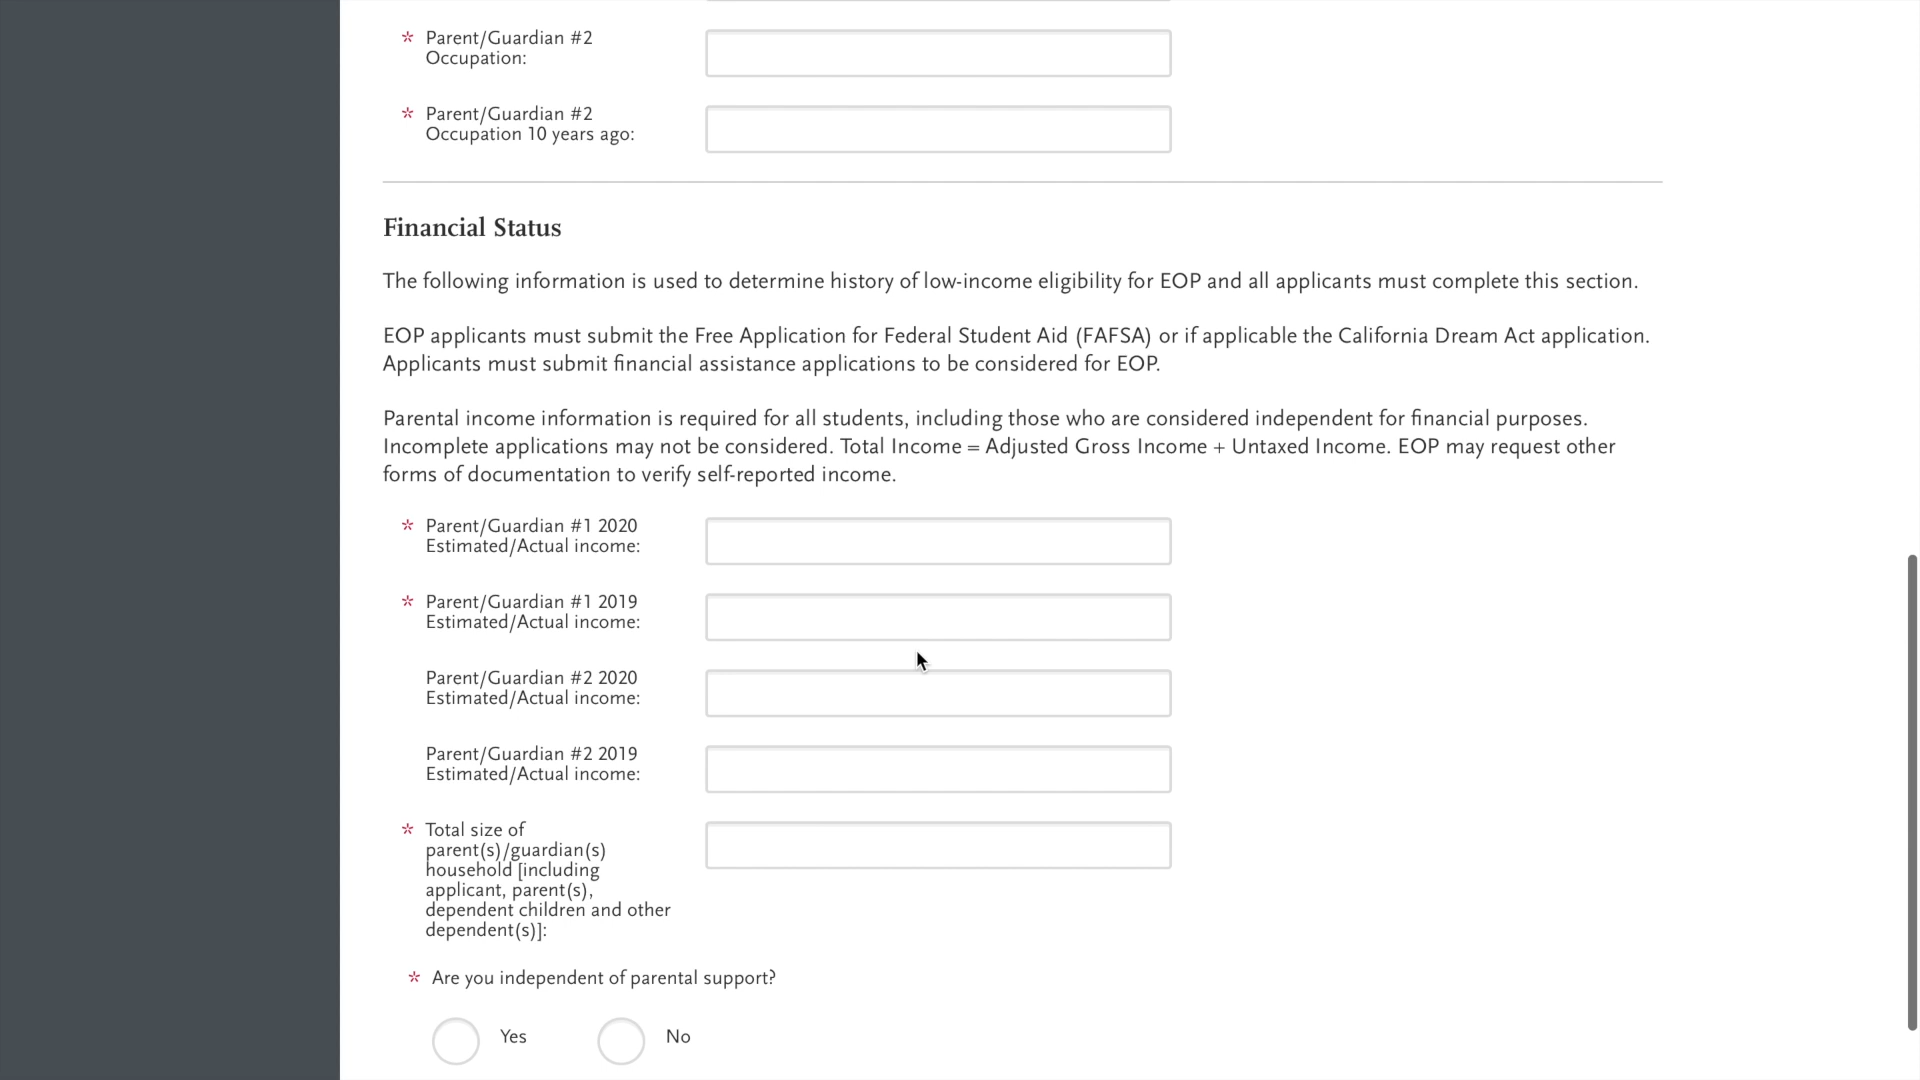 * Parent/Guardian #2
Occupation:
* Parent/Guardian #2
Occupation 10 years ago:
Financial Status
The following information is used to determine history of low-income eligibility for EOP and all applicants must complete this section.
EOP applicants must submit the Free Application for Federal Student Aid (FAFSA) or if applicable the California Dream Act application.
Applicants must submit financial assistance applications to be considered for EOP.
Parental income information is required for all students, including those who are considered independent for financial purposes.
Incomplete applications may not be considered. Total Income = Adjusted Gross Income + Untaxed Income. EOP may request other
forms of documentation to verify self-reported income.
* Parent/Guardian #1 2020
Estimated/Actual income:
* Parent/Guardian #1 2019
Estimated/Actual income:
Parent/Guardian #2 2020
Estimated/Actual income:
Parent/Guardian #2 2019
Estimated/Actual income:
* Total size of
parent(s)/guardian(s)
household [including
applicant, parent(s),
dependent children and other
dependent(s)]:
* Are you independent of parental support?
Yes No